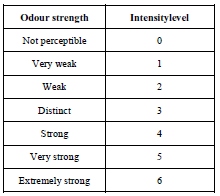 Odour strength Intensitylevel
Not perceptible 0
Very weak 1
Weak 2
Distinct 3
Strong 4
Very strong 5
Extremely strong 6